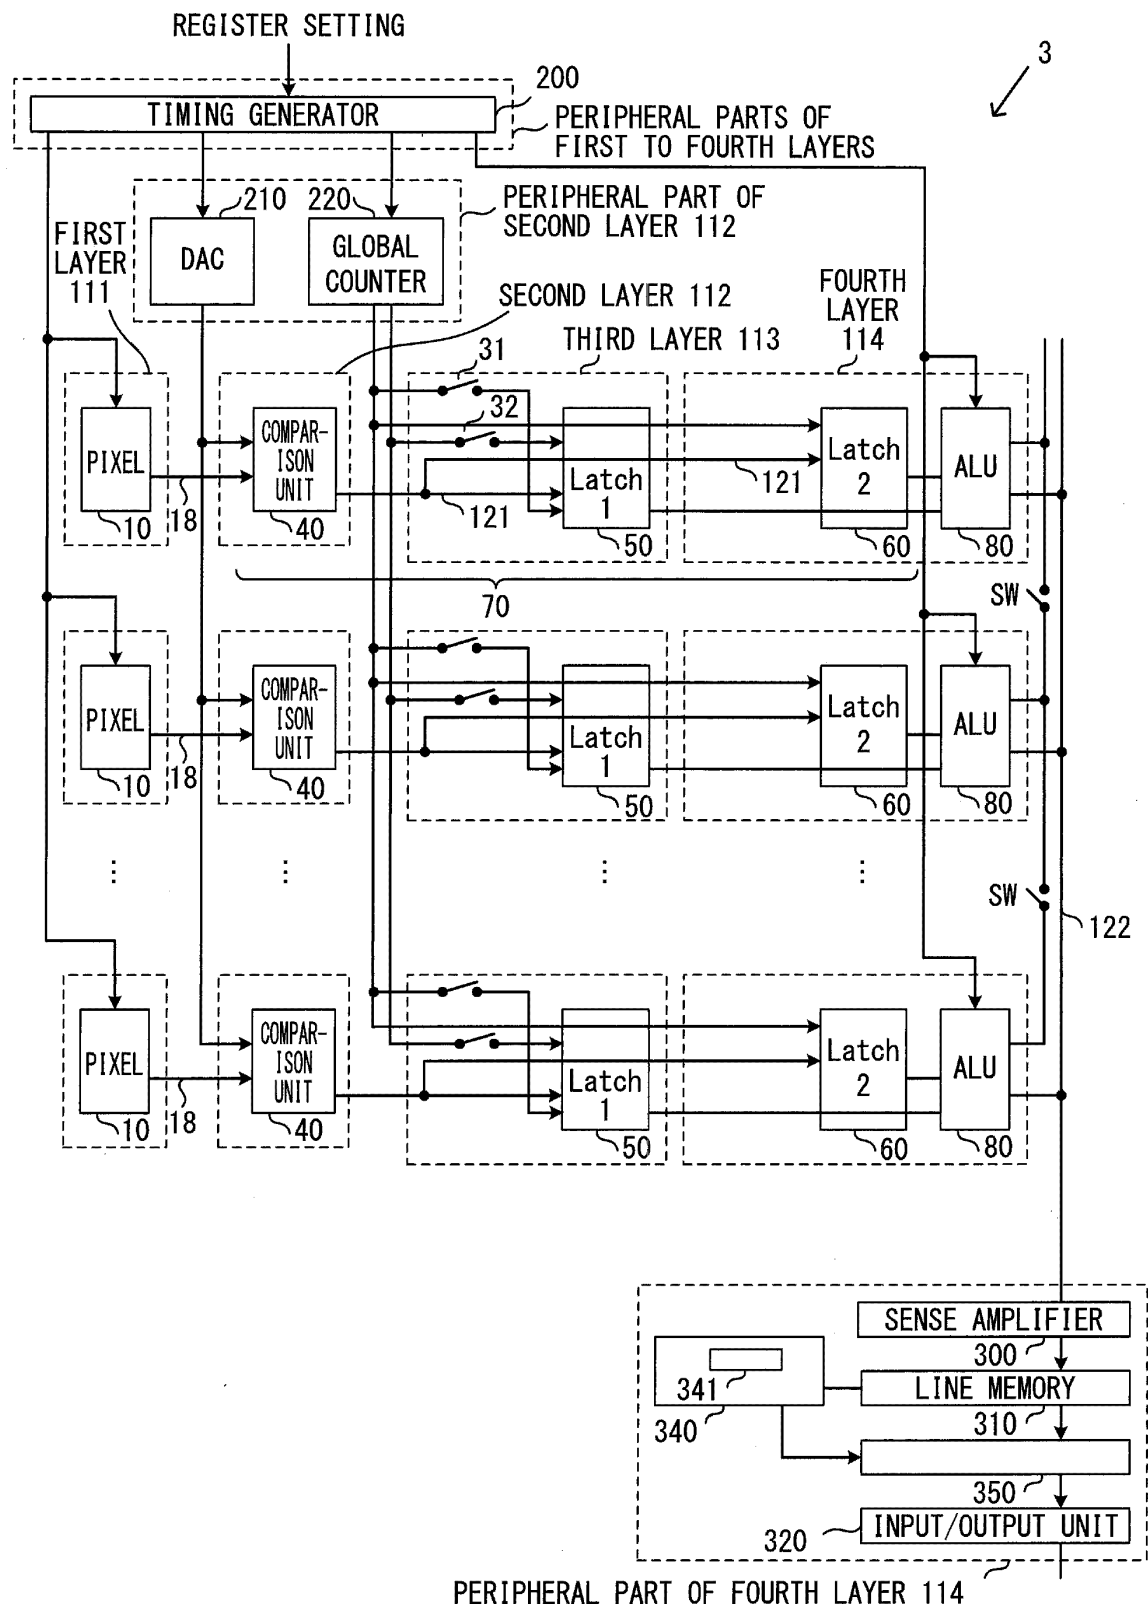 REGISTER SETTING
3
200
TIMING GENERATOR
PERIPHERAL PARTS OF
FIRST TO FOURTH LAYERS
210
220
PERIPHERAL PART OF
SECOND LAYER 112
FIRST
LAYER
111
DAC
GLOBAL
COUNTER
SECOND LAYER 112
FOURTH
LAYER
114
THIRD LAYER 113
31
32
PIXEL
COMPAR-
ISON
UNIT
Latch
1
Latch
2
ALU
121
121
10
18
40
50
60
80
70
SW
PIXEL
COMPAR-
ISON
UNIT
Latch
1
Latch
2
ALU
10
18
40
50
60
80
SW
122
PIXEL
COMPAR-
ISON
UNIT
Latch
1
Latch
2
ALU
10
18
40
50
60
80
SENSE AMPLIFIER
300
341
LINE MEMORY
340
310
350
320
INPUT/OUTPUT UNIT
PERIPHERAL PART OF FOURTH LAYER 114